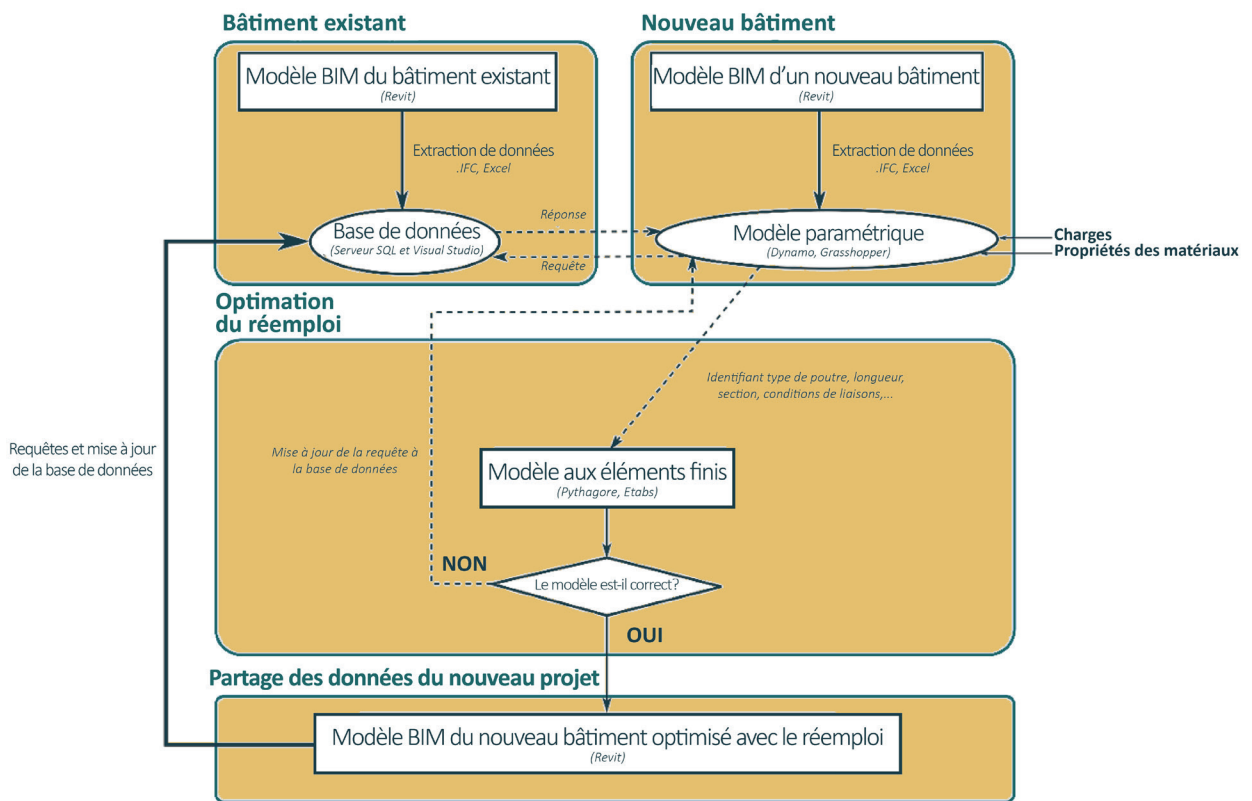 Bâtiment existant
Modèle BIM du bâtiment existant
(Revit)
Extraction de données
.IFC, Excel
Base de données
(Serveur SQL et Visual Studio)
Réponse
Requête
Nouveau bâtiment
Modèle BIM d'un nouveau bâtiment
(Revit)
Extraction de données
.IFC, Excel
Modèle paramétrique
(Dynamo, Grasshopper)
Charges
Propriétés des matériaux
Optimation
du réemploi
Identifiant type de poutre, longueur,
section, conditions de liaisons,...
Mise à jour de la requête à
la base de données
Modèle aux éléments finis
(Pythagore, Etabs)
Le modèle est-il correct?
NON
OUI
Requêtes et mise à jour
de la base de données
Partage des données du nouveau projet
Modèle BIM du nouveau bâtiment optimisé avec le réemploi
(Revit)